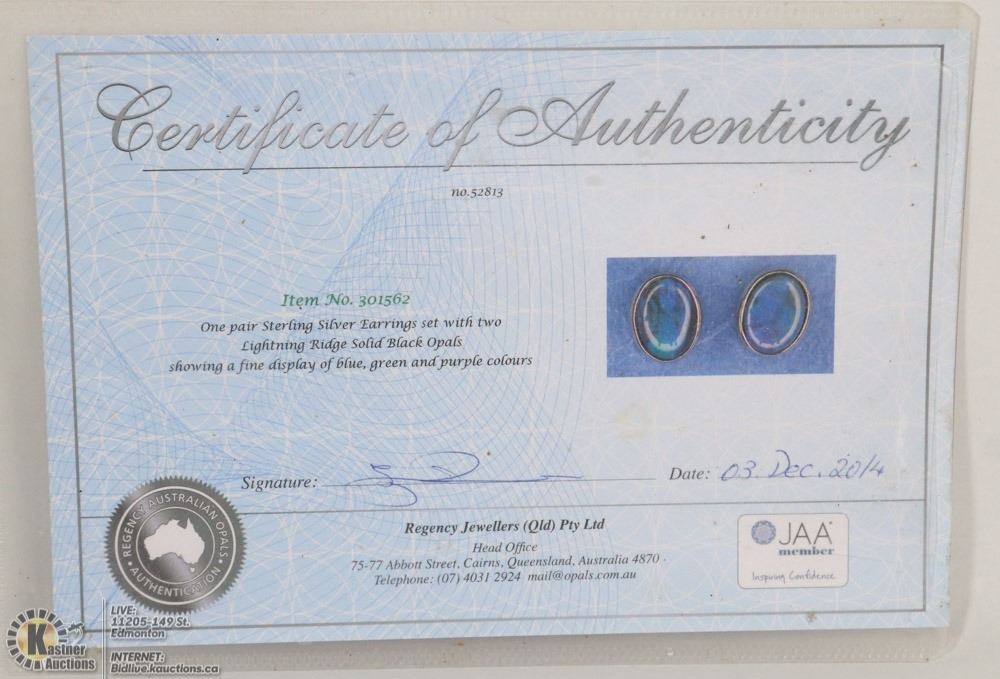 Certificate of Authenticity
no.52813
Item No. 301562
One pair Sterling Silver Earrings set with two
Lightning Ridge Solid Black Opals
showing a fine display of blue, green and purple colours
Signature:
Date: 03. Dec. 2014
REGENCY AUSTRALIAN OPALS
• AUTHENTICATION •
Regency Jewellers (Qld) Pty Ltd
Head Office
75-77 Abbott Street, Cairns, Queensland, Australia 4870
Telephone: (07) 4031 2924 mail@opals.com.au
JAA
member
Inspiring Confidence
Kastner
Auctions
LIVE:
11205-149 St.
Edmonton
INTERNET:
Bidlive.kauctions.ca